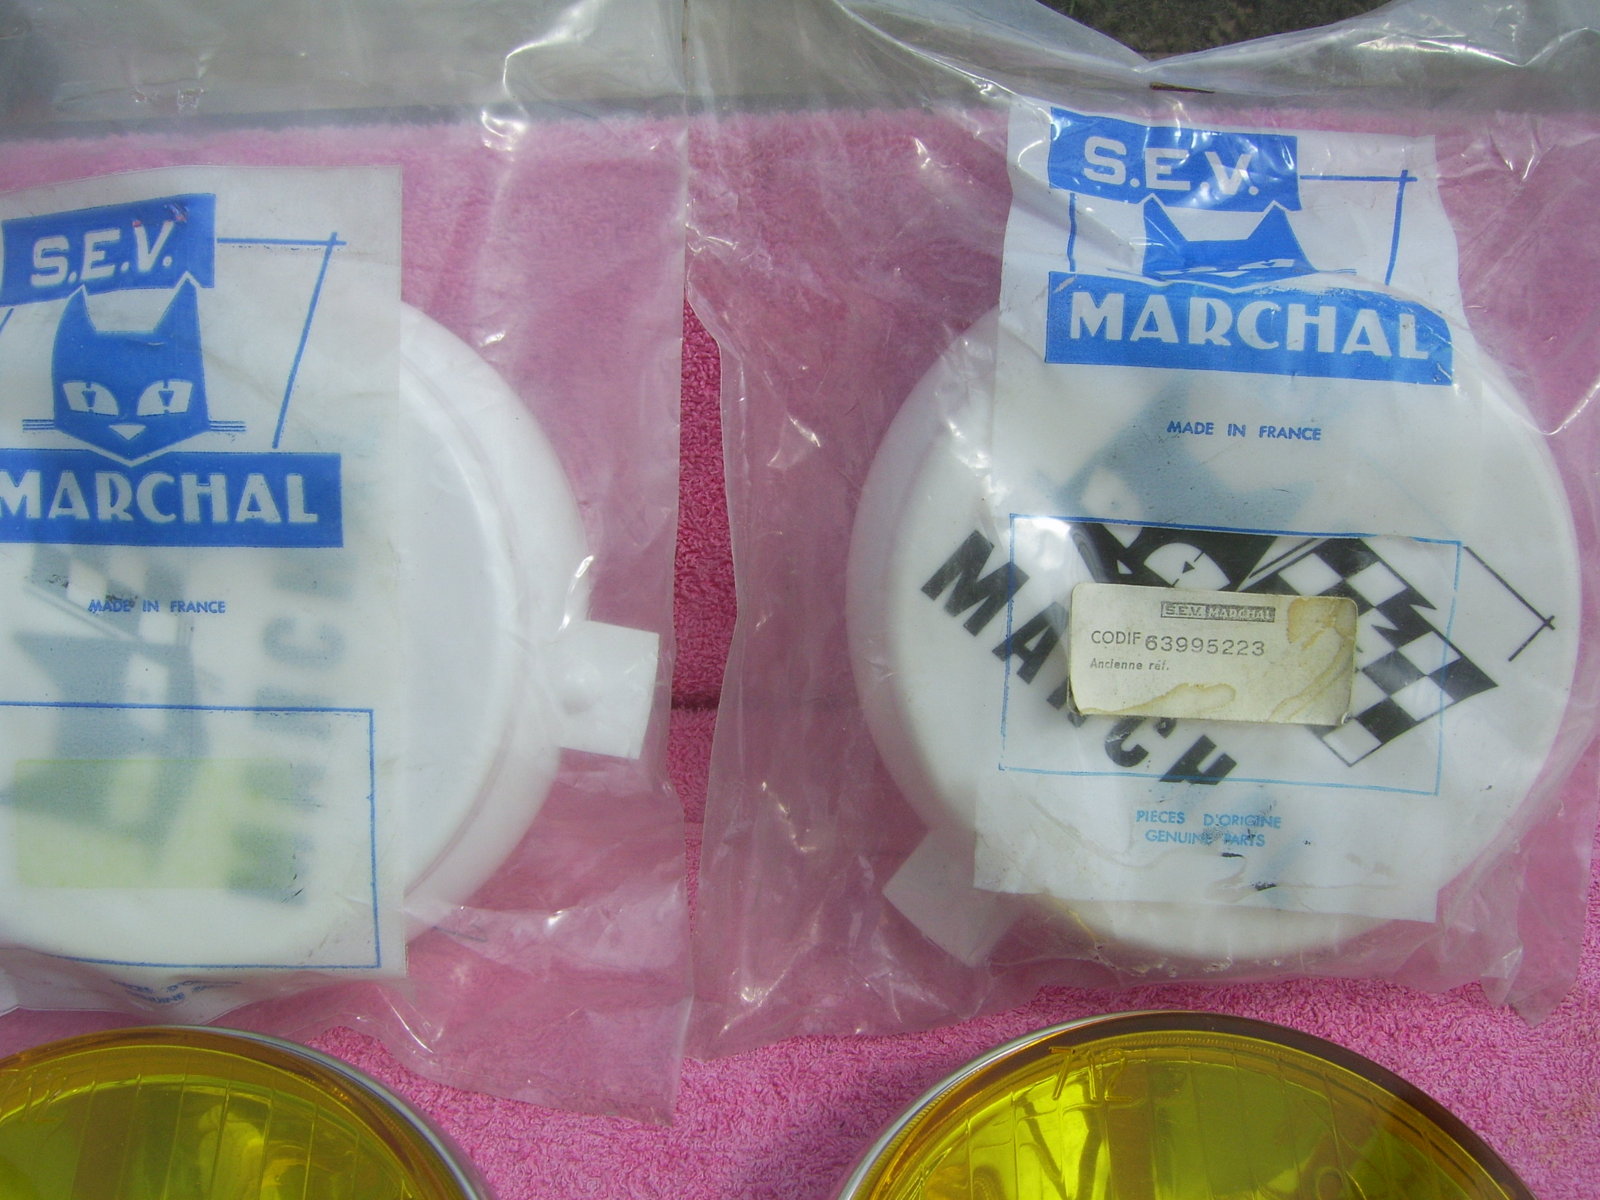 S.E.V.
MARCHAL
MADE IN FRANCE
S.E.V.
MARCHAL
MADE IN FRANCE
MARCH
S.E.V. MARCHAL
CODIF 63995223
Ancienne réf.
PIECES D'ORIGINE
GENUINE PARTS